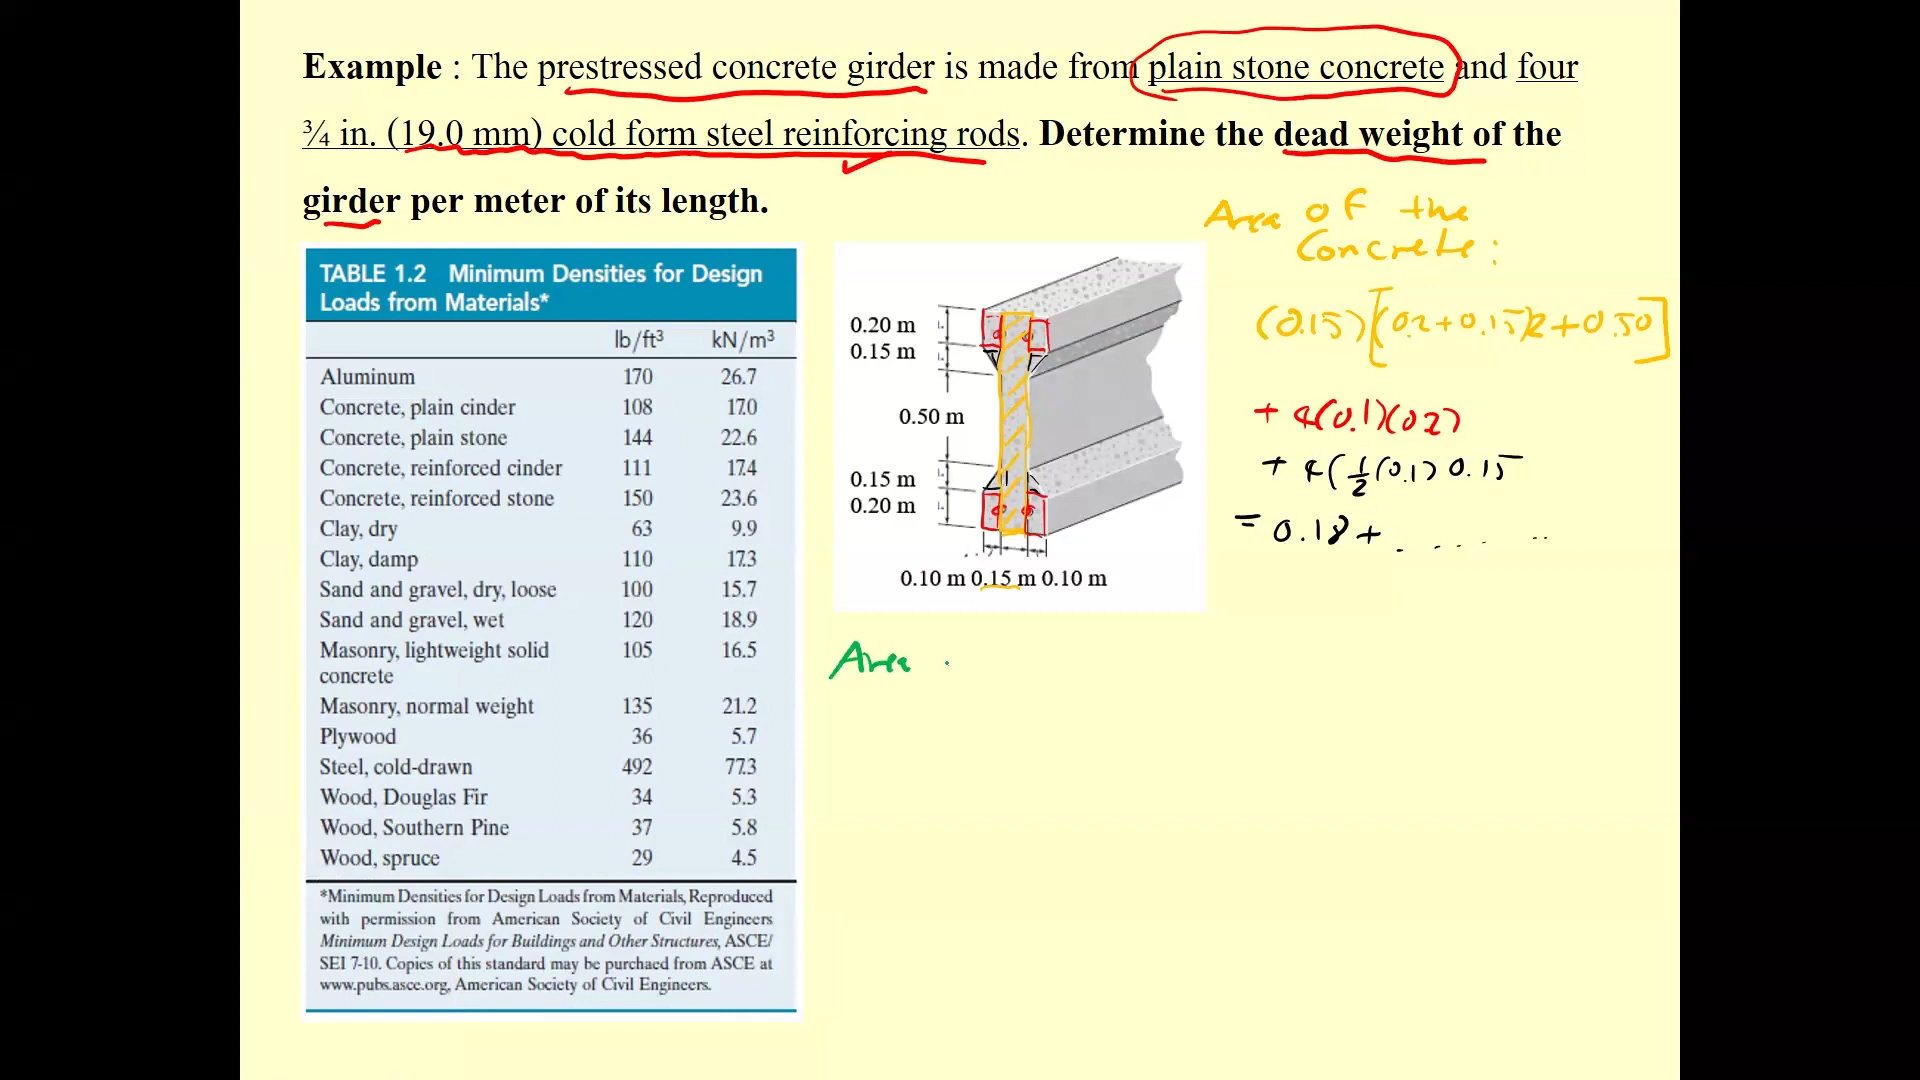 Example : The prestressed concrete girder is made from plain stone concrete and four
¾ in. (19.0 mm) cold form steel reinforcing rods. Determine the dead weight of the
girder per meter of its length.
TABLE 1.2 Minimum Densities for Design
Loads from Materials*
lb/ft³ kN/m³
Aluminum 170 26.7
Concrete, plain cinder 108 17.0
Concrete, plain stone 144 22.6
Concrete, reinforced cinder 111 17.4
Concrete, reinforced stone 150 23.6
Clay, dry 63 9.9
Clay, damp 110 17.3
Sand and gravel, dry, loose 100 15.7
Sand and gravel, wet 120 18.9
Masonry, lightweight solid 105 16.5
concrete
Masonry, normal weight 135 21.2
Plywood 36 5.7
Steel, cold-drawn 492 77.3
Wood, Douglas Fir 34 5.3
Wood, Southern Pine 37 5.8
Wood, spruce 29 4.5
*Minimum Densities for Design Loads from Materials, Reproduced
with permission from American Society of Civil Engineers
Minimum Design Loads for Buildings and Other Structures, ASCE/
SEI 7-10. Copies of this standard may be purchaed from ASCE at
www.pubs.asce.org, American Society of Civil Engineers.
0.20 m
0.15 m
0.50 m
0.15 m
0.20 m
0.10 m 0.15 m 0.10 m
Area of the
Concrete:
(0.15)[(0.2+0.15)2+0.50]
+ 4(0.1)(0.2)
+ 4(1/2(0.1)0.15
= 0.18+ . . . . . .
Area .